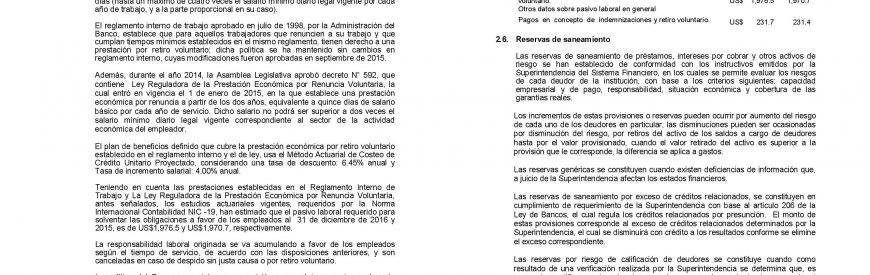 días (hasta un máximo de cuatro veces el salario mínimo diario legal vigente por cada
año de trabajo, y a la parte proporcional en su caso).
El reglamento interno de trabajo aprobado en julio de 1998, por la Administración del
Banco, establece que para aquellos trabajadores que renuncien a su trabajo y que
cumplan tiempos mínimos establecidos en el mismo reglamento, tienen derecho a una
prestación por retiro voluntario; dicha política se ha mantenido sin cambios en
reglamento interno, cuyas modificaciones fueron aprobadas en septiembre de 2015.
Además, durante el año 2014, la Asamblea Legislativa aprobó decreto N° 592, que
contiene Ley Reguladora de la Prestación Económica por Renuncia Voluntaria, la
cual entró en vigencia el 1 de enero de 2015, en la que establece una prestación
económica por renuncia a partir de los dos años, equivalente a quince días de salario
básico por cada año de servicio. Dicho salario no podrá ser superior a dos veces el
salario mínimo diario legal vigente correspondiente al sector de la actividad
económica del empleador.
El plan de beneficios definido que cubre la prestación económica por retiro voluntario
establecido en el reglamento interno y el de ley, usa el Método Actuarial de Costeo de
Crédito Unitario Proyectado, considerando una tasa de descuento: 6.45% anual y
Tasa de incremento salarial: 4.00% anual.
Teniendo en cuenta las prestaciones establecidas en el Reglamento Interno de
Trabajo y La Ley Reguladora de la Prestación Económica por Renuncia Voluntaria,
antes señalados, los estudios actuariales vigentes, requeridos por la Norma
Internacional Contabilidad NIC -19, han estimado que el pasivo laboral requerido para
solventar las obligaciones a favor de los empleados al 31 de diciembre de 2016 y
2015, es de US$1,976.5 y US$1,970.7, respectivamente.
La responsabilidad laboral originada se va acumulando a favor de los empleados
según el tiempo de servicio, de acuerdo con las disposiciones anteriores, y son
canceladas en caso de despido sin justa causa o por retiro voluntario.
voluntario. US$ 1,976.5 1,970.7
Otros datos sobre pasivo laboral en general
Pagos en concepto de indemnizaciones y retiro voluntario. US$ 231.7 231.4
2.6. Reservas de saneamiento
Las reservas de saneamiento de préstamos, intereses por cobrar y otros activos de
riesgo se han establecido de conformidad con los instructivos emitidos por la
Superintendencia del Sistema Financiero, en los cuales se permite evaluar los riesgos
de cada deudor de la institución, con base a los criterios siguientes: capacidad
empresarial y de pago, responsabilidad, situación económica y cobertura de las
garantías reales.
Los incrementos de estas provisiones o reservas pueden ocurrir por aumento del riesgo
de cada uno de los deudores en particular; las disminuciones pueden ser ocasionadas
por disminución del riesgo, por retiros del activo de los saldos a cargo de deudores
hasta por el valor provisionado, cuando el valor retirado del activo es superior a la
provisión que le corresponde, la diferencia se aplica a gastos.
Las reservas genéricas se constituyen cuando existen deficiencias de información que,
a juicio de la Superintendencia afectan los estados financieros.
Las reservas de saneamiento por exceso de créditos relacionados, se constituyen en
cumplimiento de requerimiento de la Superintendencia con base al artículo 206 de la
Ley de Bancos, el cual regula los créditos relacionados por presunción. El monto de
estas provisiones corresponde al exceso de créditos relacionados determinados por la
Superintendencia, el cual se disminuirá con crédito a los resultados conforme se elimine
el exceso correspondiente.
Las reservas por riesgo de calificación de deudores se constituye cuando como
resultado de una verificación realizada por la Superintendencia se determina que, es